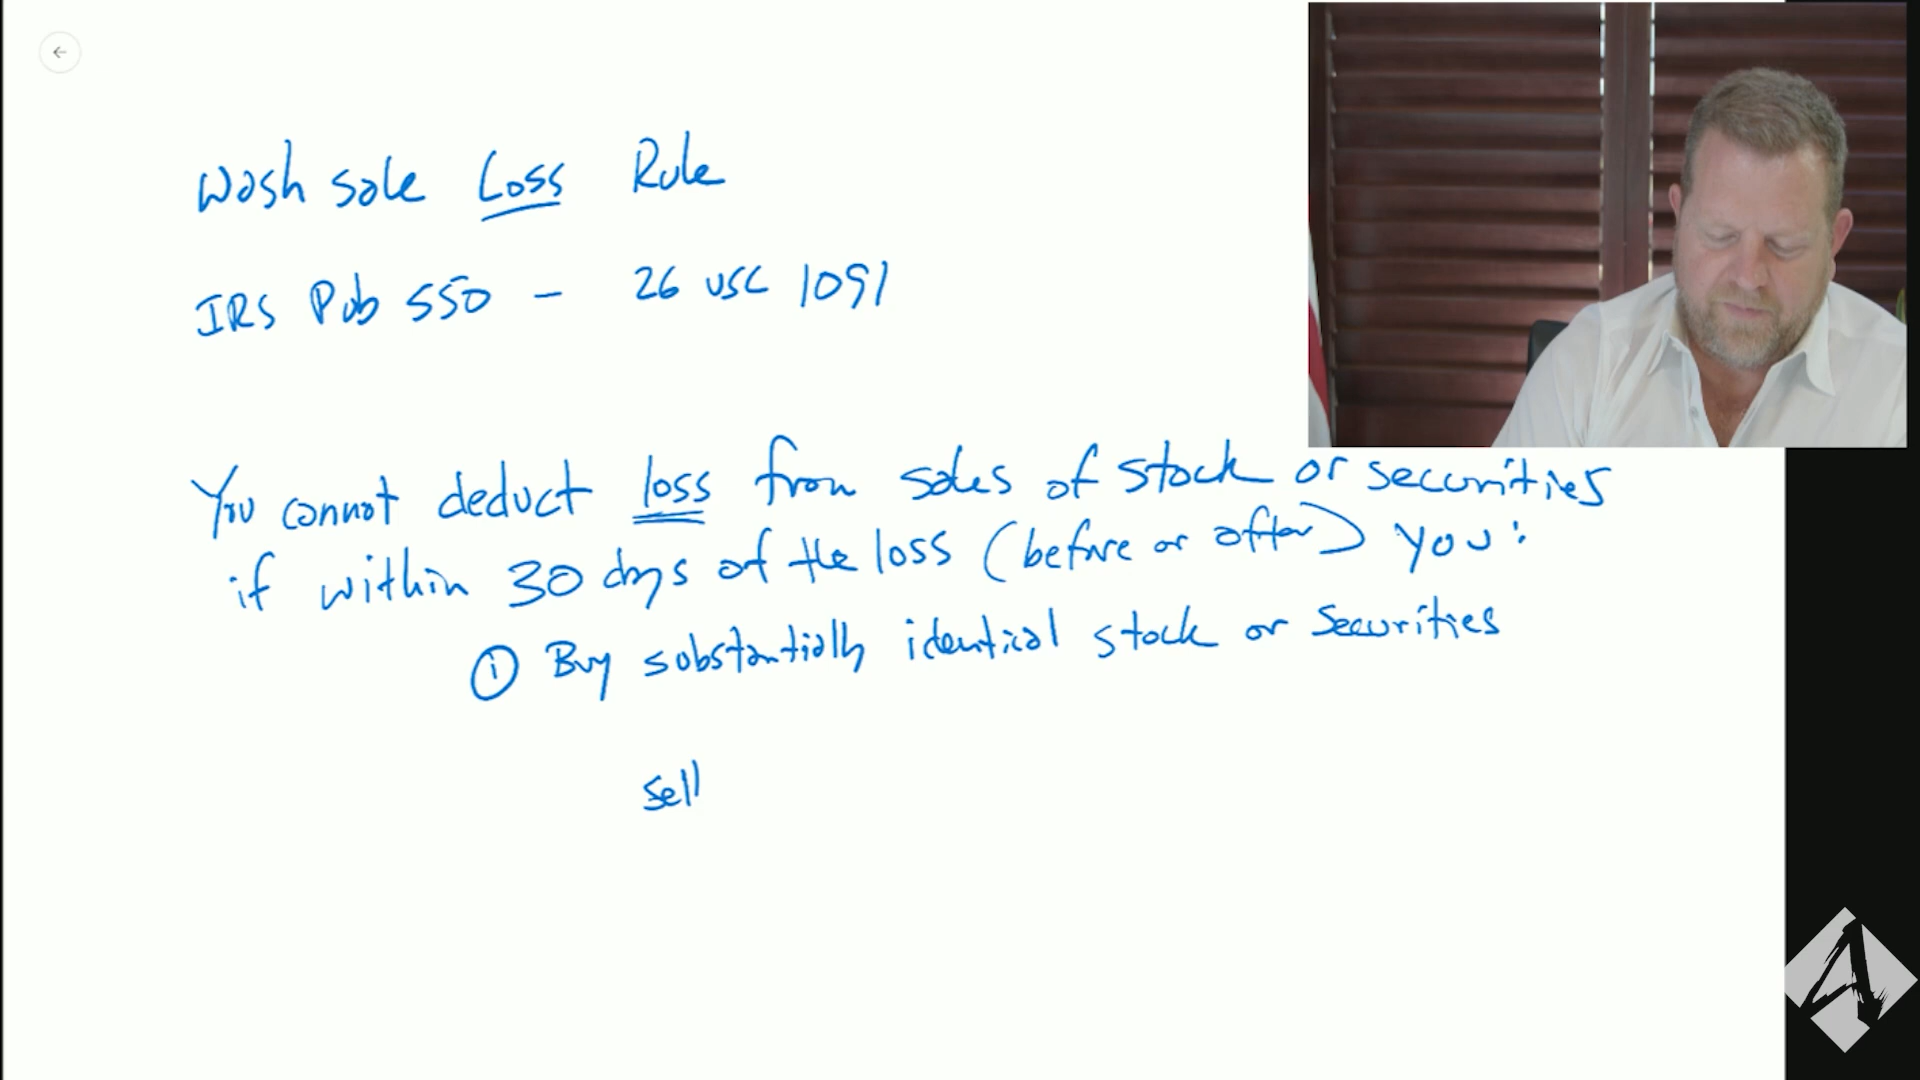 Wash sale Loss Rule
IRS Pub 550 - 26 USC 1091
You cannot deduct loss from sales of stock or securities
if within 30 days of the loss (before or after) you:
① Buy substantially identical stock or securities
sell
A